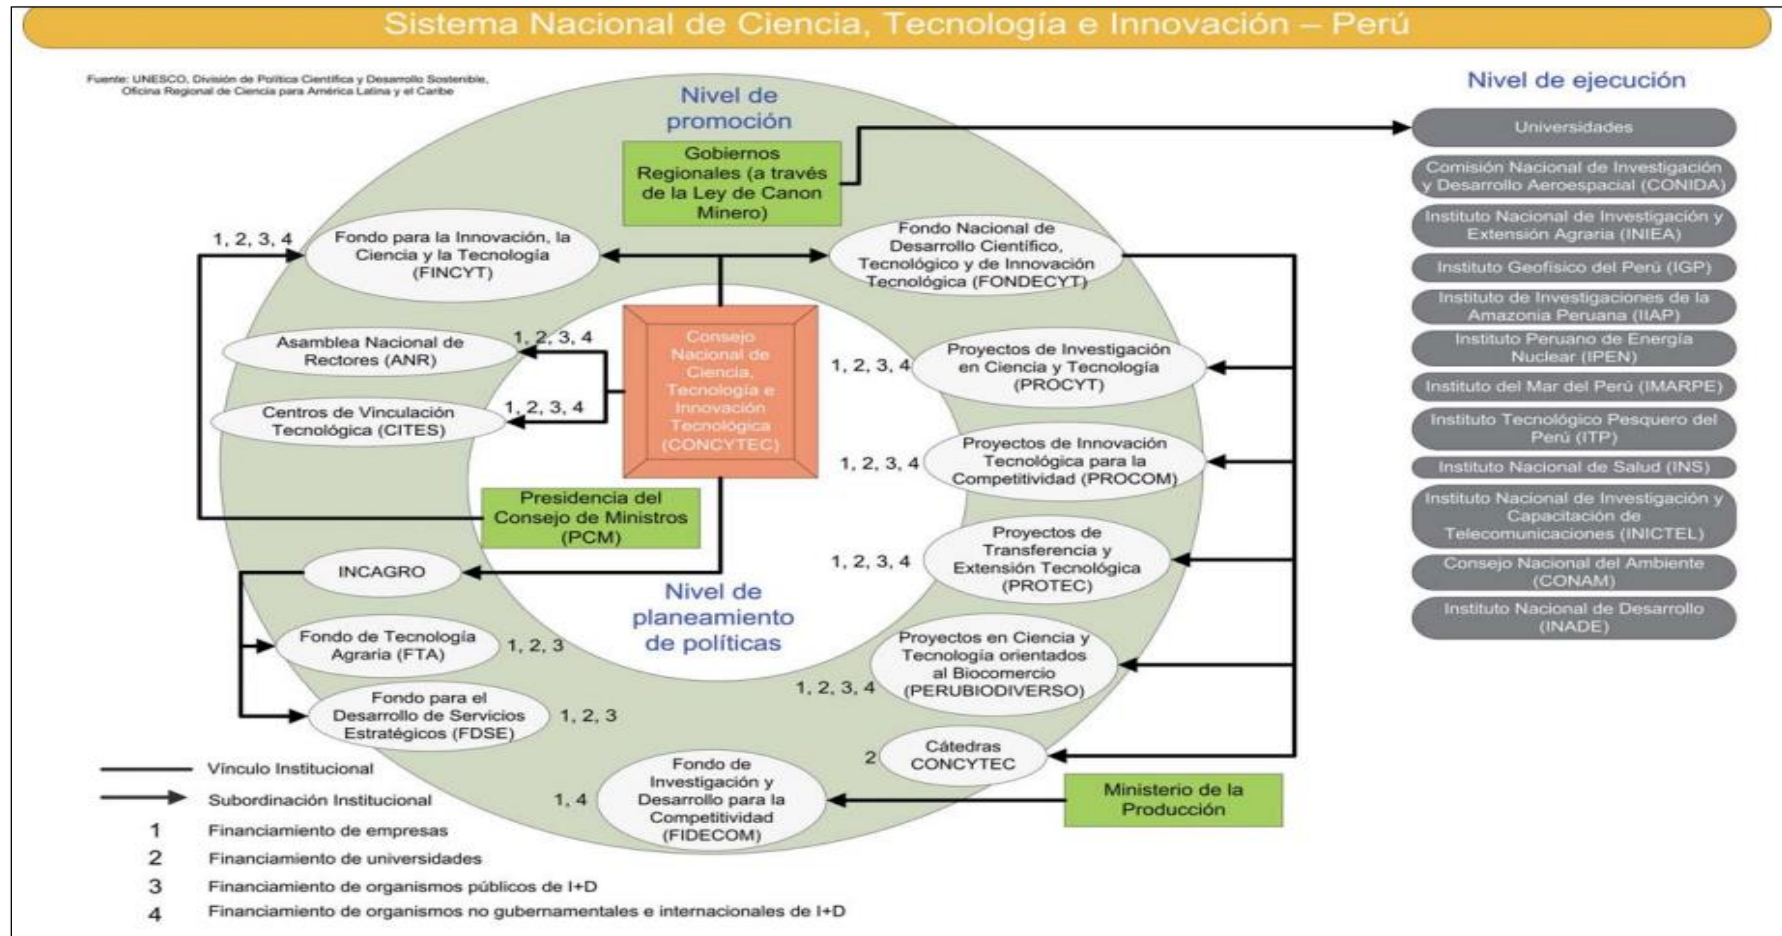 Sistema Nacional de Ciencia, Tecnología e Innovación – Perú
Fuente: UNESCO, División de Política Científica y Desarrollo Sostenible,
Oficina Regional de Ciencia para América Latina y el Caribe
Nivel de
promoción
Gobiernos
Regionales (a través
de la Ley de Canon
Minero)
1, 2, 3, 4
Fondo para la Innovación, la
Ciencia y la Tecnología
(FINCYT)
Fondo Nacional de
Desarrollo Científico,
Tecnológico y de Innovación
Tecnológica (FONDECYT)
Asamblea Nacional de
Rectores (ANR)
1, 2, 3, 4
Centros de Vinculación
Tecnológica (CITES)
1, 2, 3, 4
Consejo
Nacional de
Ciencia,
Tecnología e
Innovación
Tecnológica
(CONCYTEC)
1, 2, 3, 4
Proyectos de Investigación
en Ciencia y Tecnología
(PROCYT)
1, 2, 3, 4
Proyectos de Innovación
Tecnológica para la
Competitividad (PROCOM)
Presidencia del
Consejo de Ministros
(PCM)
1, 2, 3, 4
Proyectos de
Transferencia y
Extensión Tecnológica
(PROTEC)
INCAGRO
Nivel de
planeamiento
de políticas
Fondo de Tecnología
Agraria (FTA)
1, 2, 3
Fondo para el
Desarrollo de Servicios
Estratégicos (FDSE)
1, 2, 3
1, 2, 3, 4
Proyectos en Ciencia y
Tecnología orientados
al Biocomercio
(PERUBIODIVERSO)
2
Cátedras
CONCYTEC
1, 4
Fondo de
Investigación y
Desarrollo para la
Competitividad
(FIDECOM)
Ministerio de la
Producción
Nivel de ejecución
Universidades
Comisión Nacional de Investigación
y Desarrollo Aeroespacial (CONIDA)
Instituto Nacional de Investigación y
Extensión Agraria (INIEA)
Instituto Geofísico del Perú (IGP)
Instituto de Investigaciones de la
Amazonia Peruana (IIAP)
Instituto Peruano de Energía
Nuclear (IPEN)
Instituto del Mar del Perú (IMARPE)
Instituto Tecnológico Pesquero del
Perú (ITP)
Instituto Nacional de Salud (INS)
Instituto Nacional de Investigación y
Capacitación de
Telecomunicaciones (INICTEL)
Consejo Nacional del Ambiente
(CONAM)
Instituto Nacional de Desarrollo
(INADE)
Vínculo Institucional
Subordinación Institucional
1 Financiamiento de empresas
2 Financiamiento de universidades
3 Financiamiento de organismos públicos de I+D
4 Financiamiento de organismos no gubernamentales e internacionales de I+D